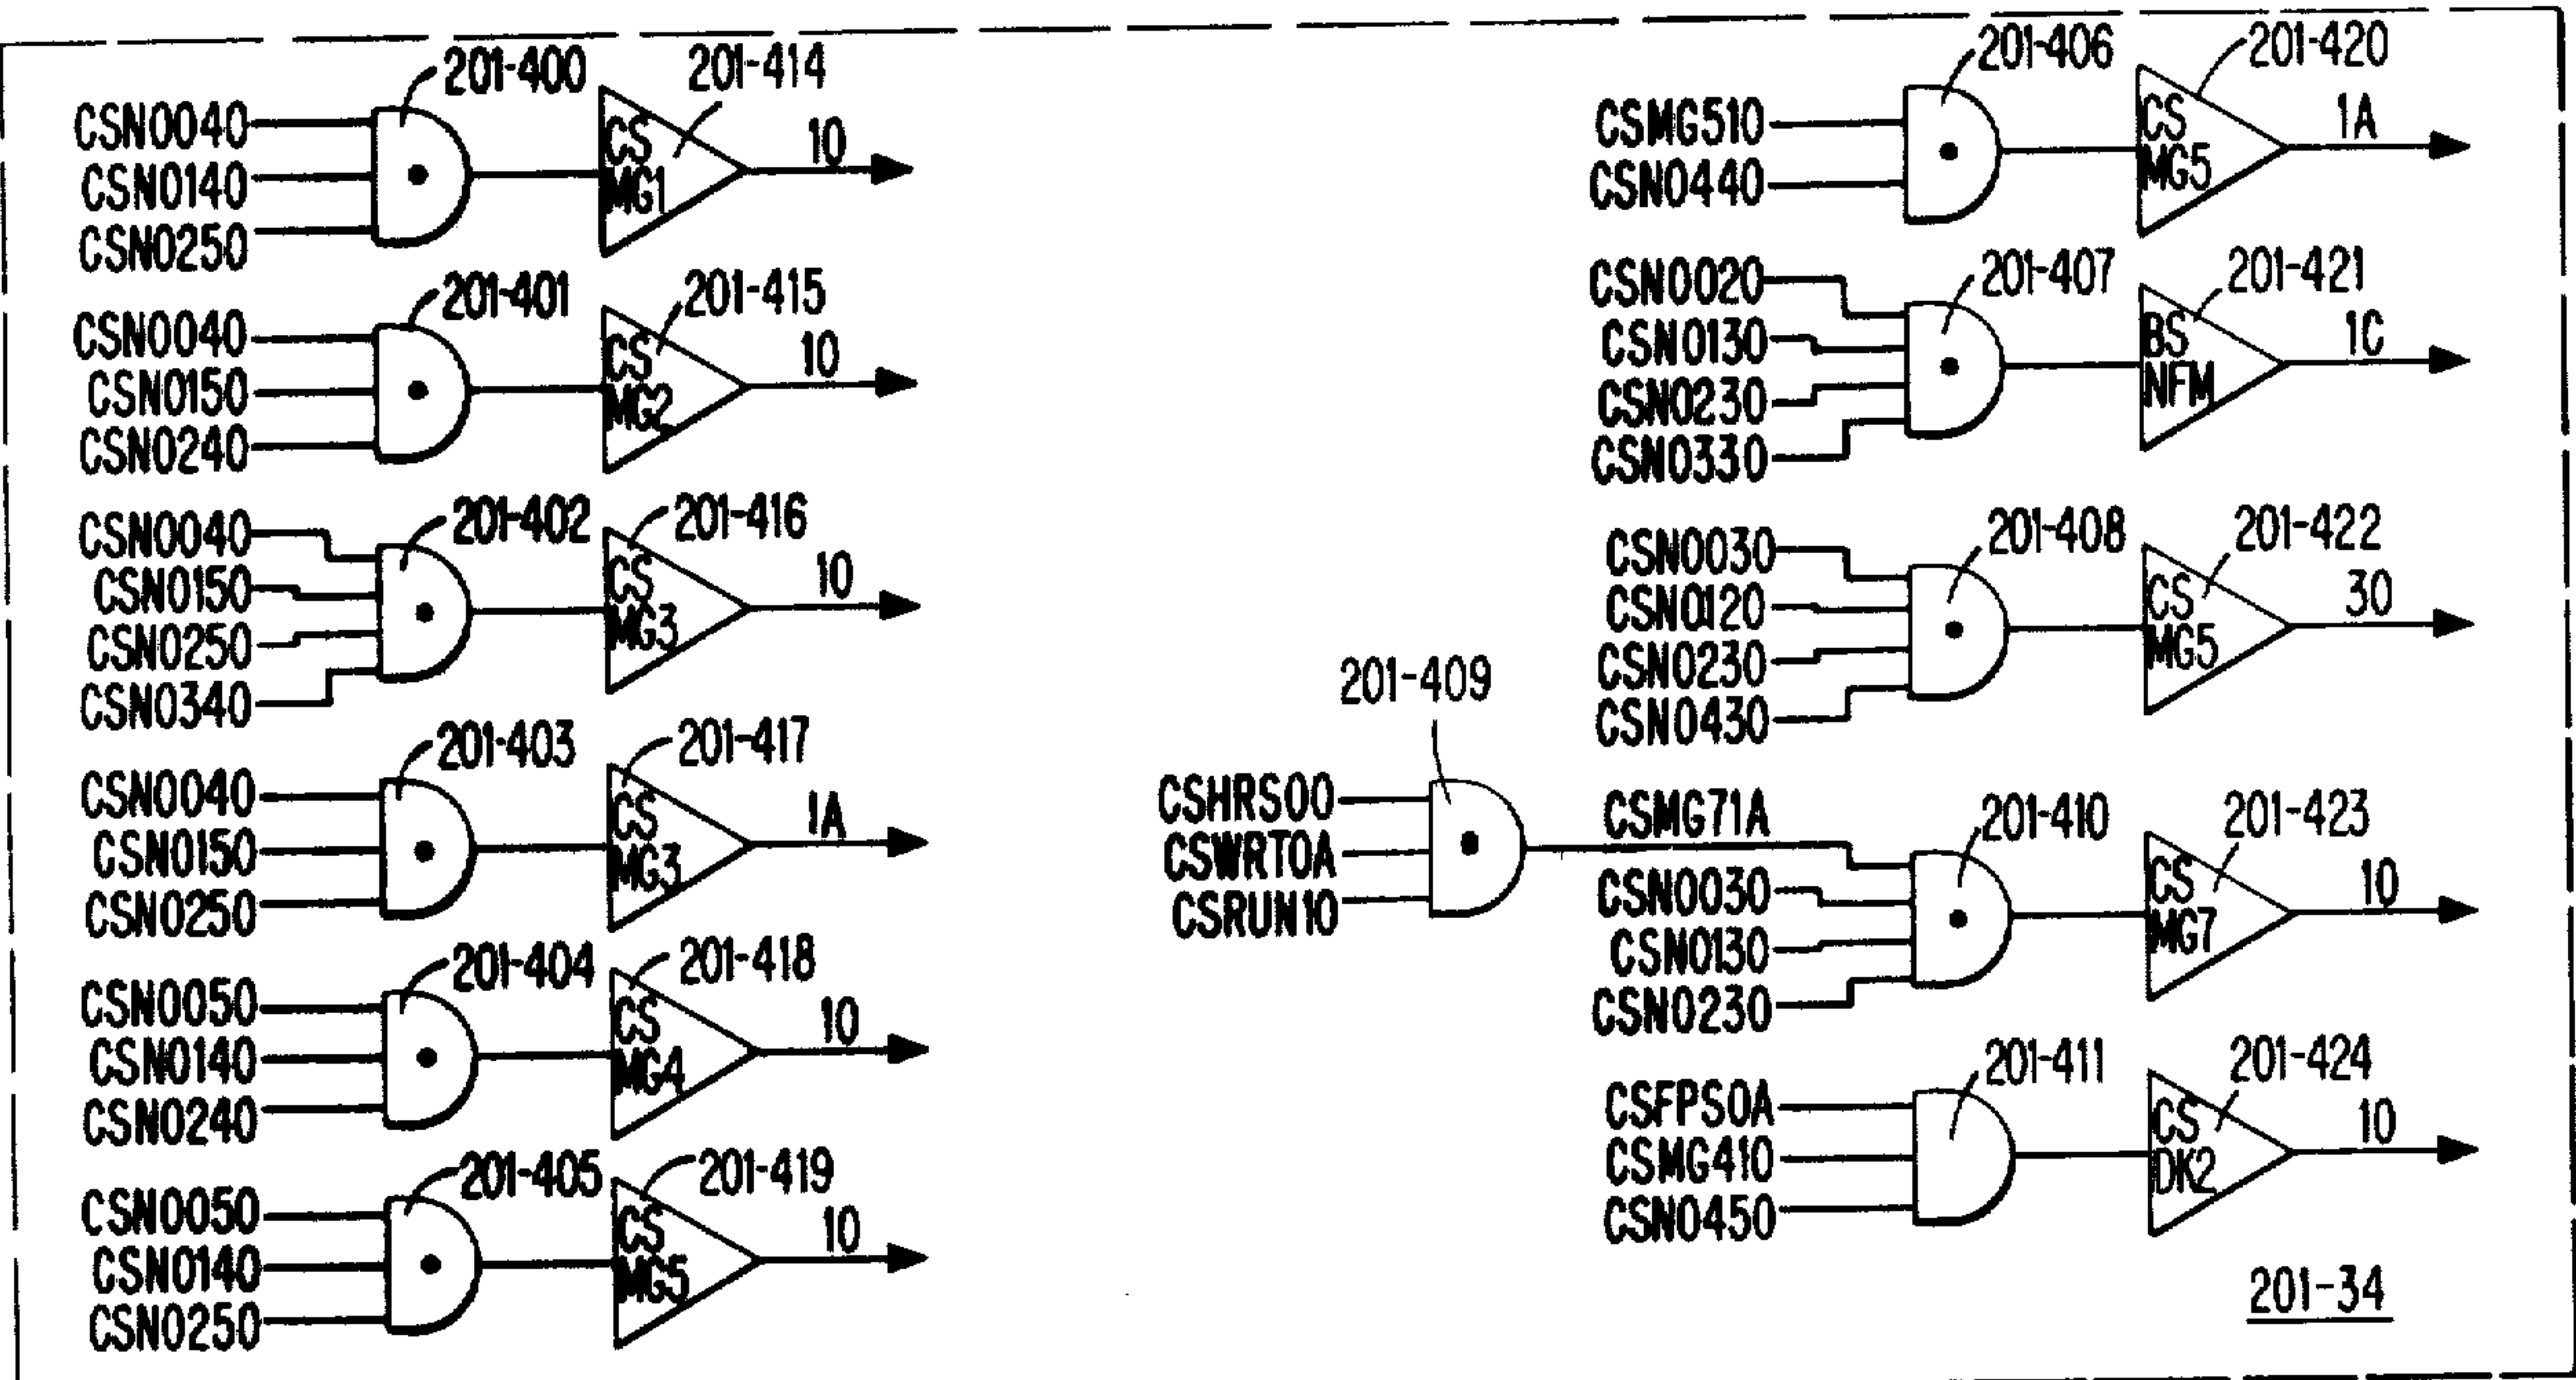 201-400
201-414
CSN0040
CSN0140
CSN0250
CS
MG1
10
201-401
201-415
CSN0040
CSN0150
CSN0240
CS
MG2
10
201-402
201-416
CSN0040
CSN0150
CSN0250
CSN0340
CS
MG3
10
201-403
201-417
CSN0040
CSN0150
CSN0250
CS
MG3
1A
201-404
201-418
CSN0050
CSN0140
CSN0240
CS
MG4
10
201-405
201-419
CSN0050
CSN0140
CSN0250
CS
MG5
10
201-406
201-420
CSMG510
CSN0440
CS
MG5
1A
201-407
201-421
CSN0020
CSN0130
CSN0230
CSN0330
BS
NFM
1C
201-408
201-422
CSN0030
CSN0120
CSN0230
CSN0430
CS
MG5
30
201-409
CSHRS00
CSWRT0A
CSRUN10
201-410
201-423
CSMG71A
CSN0030
CSN0130
CSN0230
CS
MG7
10
201-411
201-424
CSFPS0A
CSMG410
CSN0450
CS
DK2
10
201-34